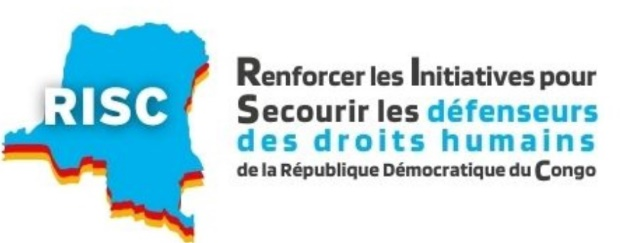 RISC
Renforcer les Initiatives pour
Secourir les défenseurs
des droits humains
de la République Démocratique du Congo